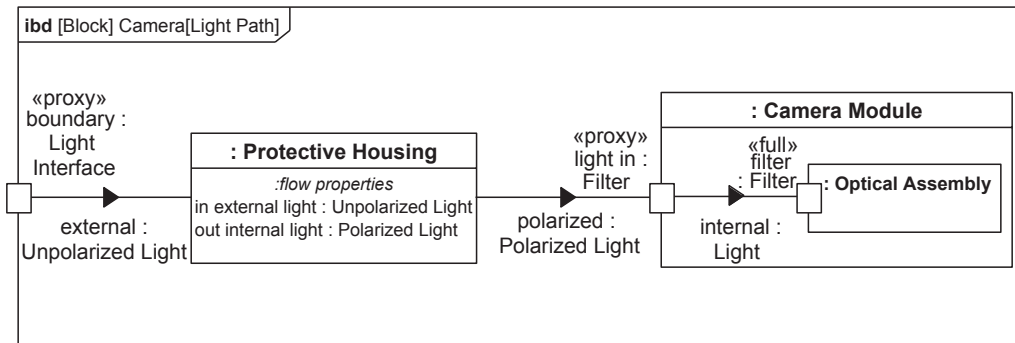 ibd [Block] Camera[Light Path]
«proxy»
boundary :
Light
Interface
external :
Unpolarized Light
: Protective Housing
:flow properties
in external light : Unpolarized Light
out internal light : Polarized Light
«proxy»
light in :
Filter
polarized :
Polarized Light
: Camera Module
«full»
filter
: Filter
internal :
Light
: Optical Assembly